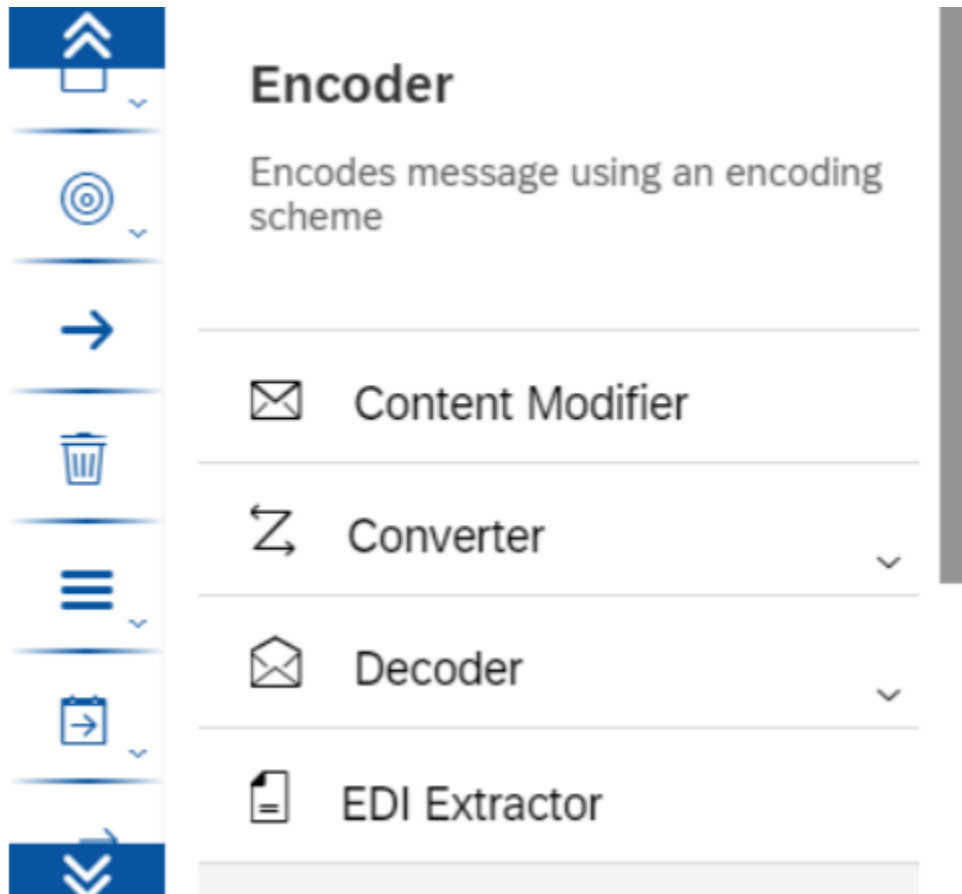 Encoder
Encodes message using an encoding
scheme
Content Modifier
Converter
Decoder
EDI Extractor